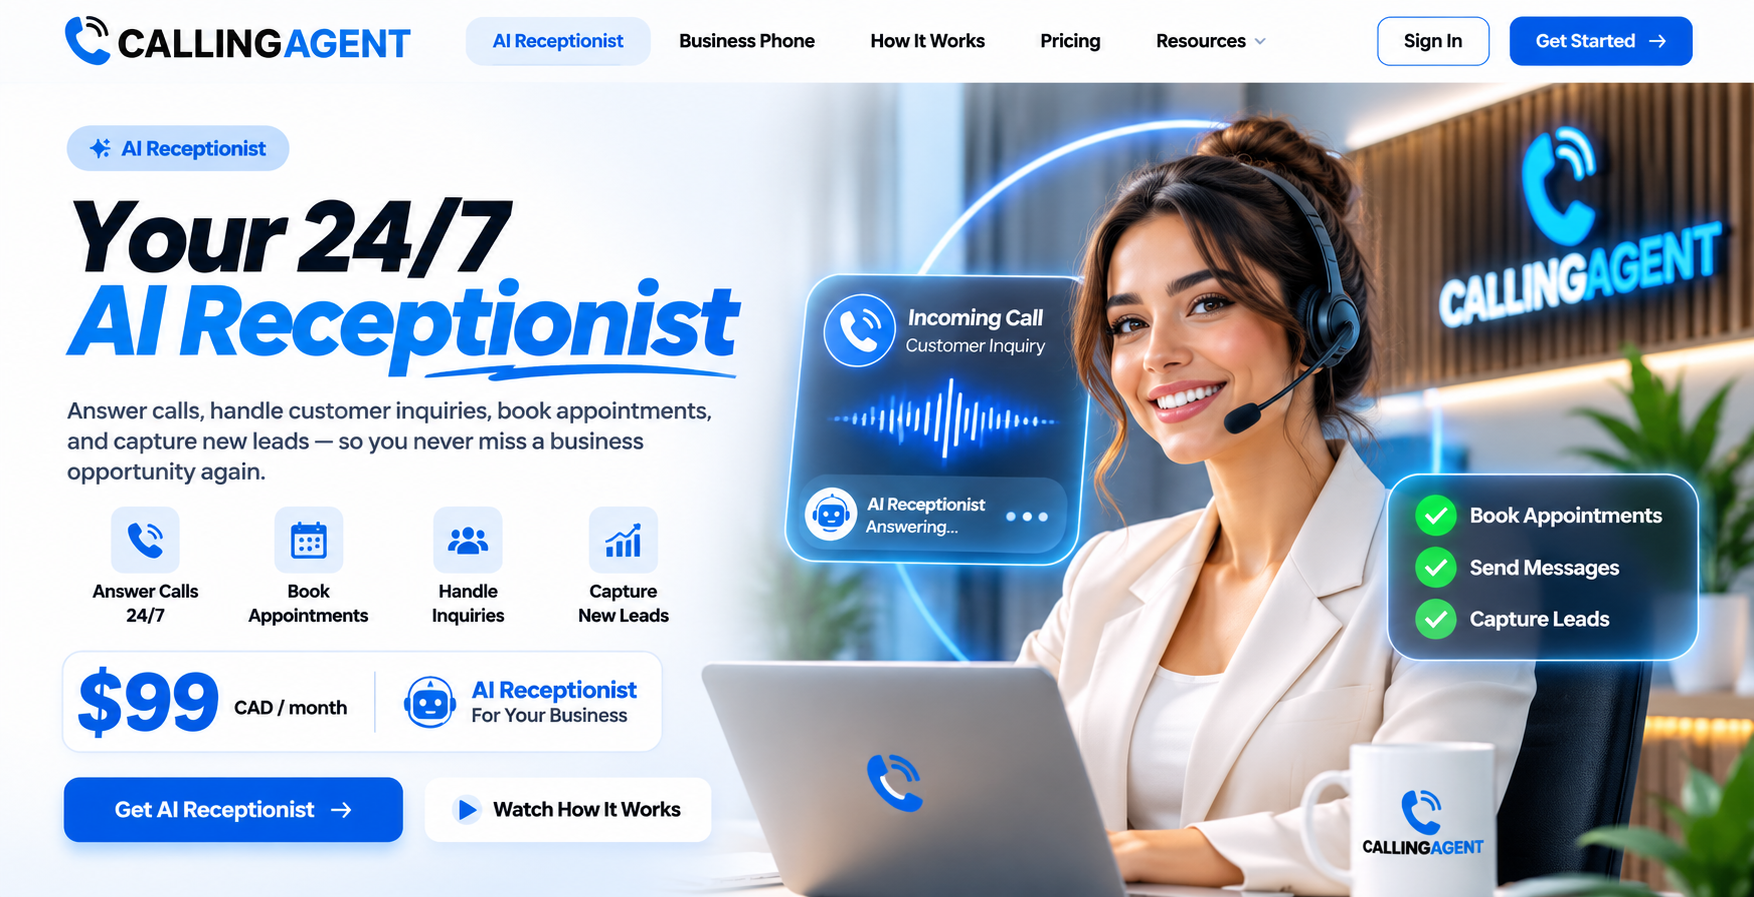 CALLINGAGENT
AI Receptionist
Business Phone
How It Works
Pricing
Resources
Sign In
Get Started
AI Receptionist
Your 24/7
AI Receptionist
Answer calls, handle customer inquiries, book appointments,
and capture new leads — so you never miss a business
opportunity again.
Answer Calls
24/7
Book
Appointments
Handle
Inquiries
Capture
New Leads
$99
CAD / month
AI Receptionist
For Your Business
Get AI Receptionist
Watch How It Works
Incoming Call
Customer Inquiry
AI Receptionist
Answering...
CALLINGAGENT
Book Appointments
Send Messages
Capture Leads
CALLINGAGENT